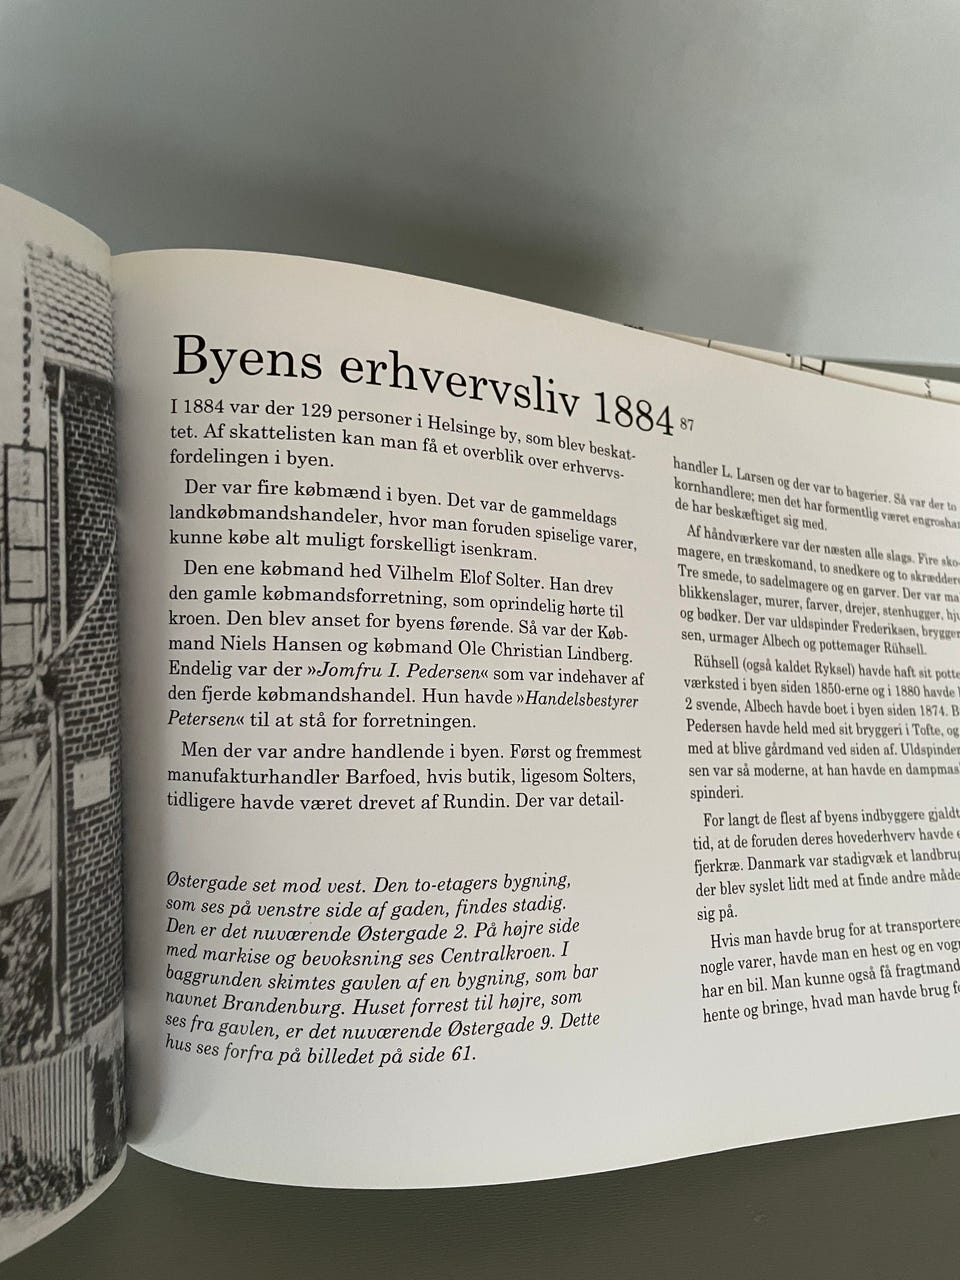 Byens erhvervsliv 1884 87
I 1884 var der 129 personer i Helsinge by, som blev beskat-
tet. Af skattelisten kan man få et overblik over erhvervs-
fordelingen i byen.
Der var fire købmænd i byen. Det var de gammeldags
landkøbmandshandeler, hvor man foruden spiselige varer,
kunne købe alt muligt forskelligt isenkram.
Den ene købmand hed Vilhelm Elof Solter. Han drev
den gamle købmandsforretning, som oprindelig hørte til
kroen. Den blev anset for byens førende. Så var der Køb-
mand Niels Hansen og købmand Ole Christian Lindberg.
Endelig var der »Jomfru I. Pedersen« som var indehaver af
den fjerde købmandshandel. Hun havde »Handelsbestyrer
Petersen« til at stå for forretningen.
Men der var andre handlende i byen. Først og fremmest
manufakturhandler Barfoed, hvis butik, ligesom Solters,
tidligere havde været drevet af Rundin. Der var detail-
Østergade set mod vest. Den to-etagers bygning,
som ses på venstre side af gaden, findes stadig.
Den er det nuværende Østergade 2. På højre side
med markise og bevoksning ses Centralkroen. I
baggrunden skimtes gavlen af en bygning, som bar
navnet Brandenburg. Huset forrest til højre, som
ses fra gavlen, er det nuværende Østergade 9. Dette
hus ses forfra på billedet på side 61.
handler L. Larsen og der var to bagerier. Så var der to
kornhandlere; men det har formentlig været engroshan
de har beskæftiget sig med.
Af håndværkere var der næsten alle slags. Fire sko-
magere, en træskomand, to snedkere og to skræddere
Tre smede, to sadelmagere og en garver. Der var ma
blikkenslager, murer, farver, drejer, stenhugger, hju
og bødker. Der var uldspinder Frederiksen, brygger
sen, urmager Albech og pottemager Rühsell.
Rühsell (også kaldet Ryksel) havde haft sit potte
værksted i byen siden 1850-erne og i 1880 havde
2 svende, Albech havde boet i byen siden 1874. B
Pedersen havde held med sit bryggeri i Tofte, og
med at blive gårdmand ved siden af. Uldspinder
sen var så moderne, at han havde en dampmas
spinderi.
For langt de flest af byens indbyggere gjaldt
tid, at de foruden deres hovederhverv havde
fjerkræ. Danmark var stadigvæk et landbrug
der blev syslet lidt med at finde andre måde
sig på.
Hvis man havde brug for at transportere
nogle varer, havde man en hest og en vogn
har en bil. Man kunne også få fragtmand
hente og bringe, hvad man havde brug fo